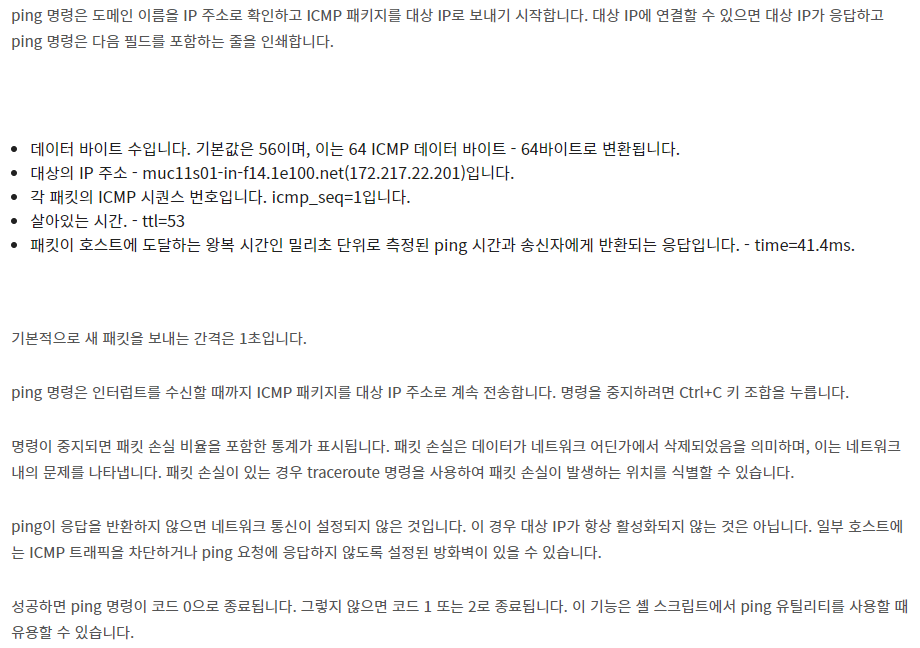 ping 명령은 도메인 이름을 IP 주소로 확인하고 ICMP 패키지를 대상 IP로 보내기 시작합니다. 대상 IP에 연결할 수 있으면 대상 IP가 응답하고
ping 명령은 다음 필드를 포함하는 줄을 인쇄합니다.
• 데이터 바이트 수입니다. 기본값은 56이며, 이는 64 ICMP 데이터 바이트 - 64바이트로 변환됩니다.
• 대상의 IP 주소 - muc11s01-in-f14.1e100.net(172.217.22.201)입니다.
• 각 패킷의 ICMP 시퀀스 번호입니다. icmp_seq=1입니다.
• 살아있는 시간. - ttl=53
• 패킷이 호스트에 도달하는 왕복 시간인 밀리초 단위로 측정된 ping 시간과 송신자에게 반환되는 응답입니다. - time=41.4ms.
기본적으로 새 패킷을 보내는 간격은 1초입니다.
ping 명령은 인터럽트를 수신할 때까지 ICMP 패키지를 대상 IP 주소로 계속 전송합니다. 명령을 중지하려면 Ctrl+C 키 조합을 누릅니다.
명령이 중지되면 패킷 손실 비율을 포함한 통계가 표시됩니다. 패킷 손실은 데이터가 네트워크 어딘가에서 삭제되었음을 의미하며, 이는 네트워크
내의 문제를 나타냅니다. 패킷 손실이 있는 경우 traceroute 명령을 사용하여 패킷 손실이 발생하는 위치를 식별할 수 있습니다.
ping이 응답을 반환하지 않으면 네트워크 통신이 설정되지 않은 것입니다. 이 경우 대상 IP가 항상 활성화되지 않는 것은 아닙니다. 일부 호스트에
는 ICMP 트래픽을 차단하거나 ping 요청에 응답하지 않도록 설정된 방화벽이 있을 수 있습니다.
성공하면 ping 명령이 코드 0으로 종료됩니다. 그렇지 않으면 코드 1 또는 2로 종료됩니다. 이 기능은 셸 스크립트에서 ping 유틸리티를 사용할 때
유용할 수 있습니다.